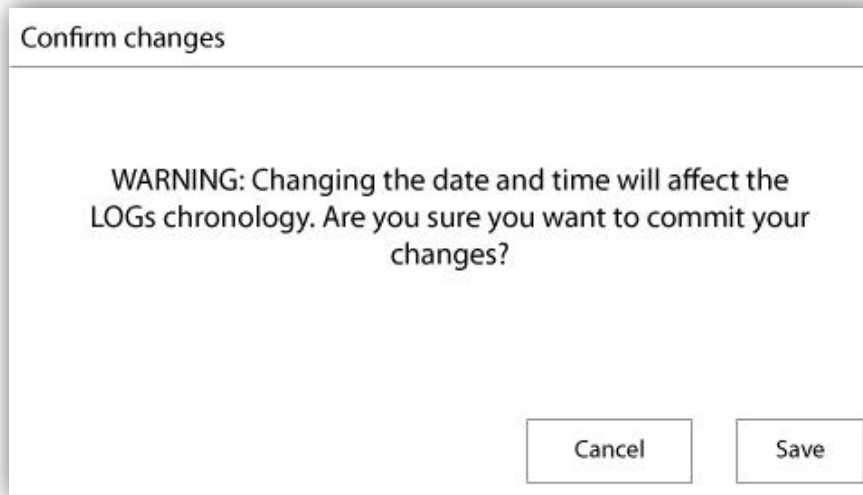 Confirm changes
WARNING: Changing the date and time will affect the
LOGs chronology. Are you sure you want to commit your
changes?
Cancel
Save